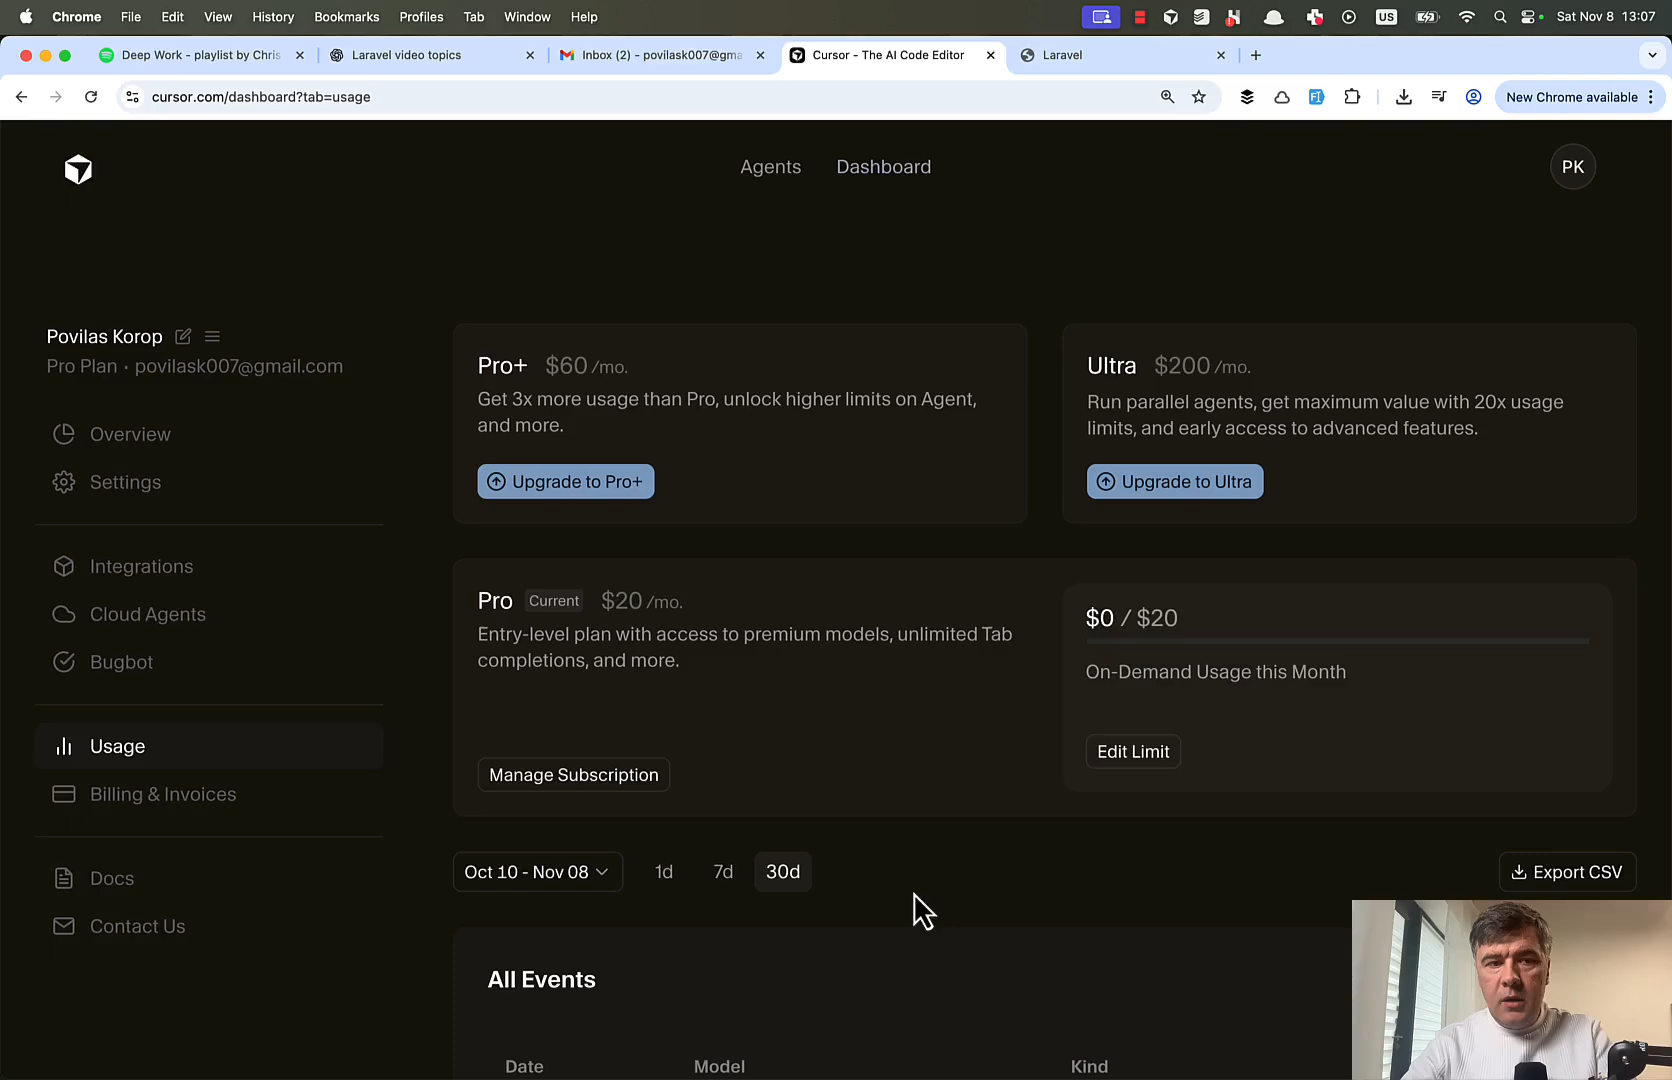 Chrome File Edit View History Bookmarks Profiles Tab Window Help US Sat Nov 8 13:07
Deep Work - playlist by Chris Laravel video topics Inbox (2) - povilask007@gma Cursor - The AI Code Editor Laravel
cursor.com/dashboard?tab=usage New Chrome available
Agents Dashboard PK
Povilas Korop
Pro Plan · povilask007@gmail.com
Overview
Settings
Integrations
Cloud Agents
Bugbot
Usage
Billing & Invoices
Docs
Contact Us
Pro+ $60 /mo.
Get 3x more usage than Pro, unlock higher limits on Agent,
and more.
Upgrade to Pro+
Ultra $200 /mo.
Run parallel agents, get maximum value with 20x usage
limits, and early access to advanced features.
Upgrade to Ultra
Pro Current $20 /mo.
Entry-level plan with access to premium models, unlimited Tab
completions, and more.
Manage Subscription
$0 / $20
On-Demand Usage this Month
Edit Limit
Oct 10 - Nov 08 1d 7d 30d Export CSV
All Events
Date Model Kind